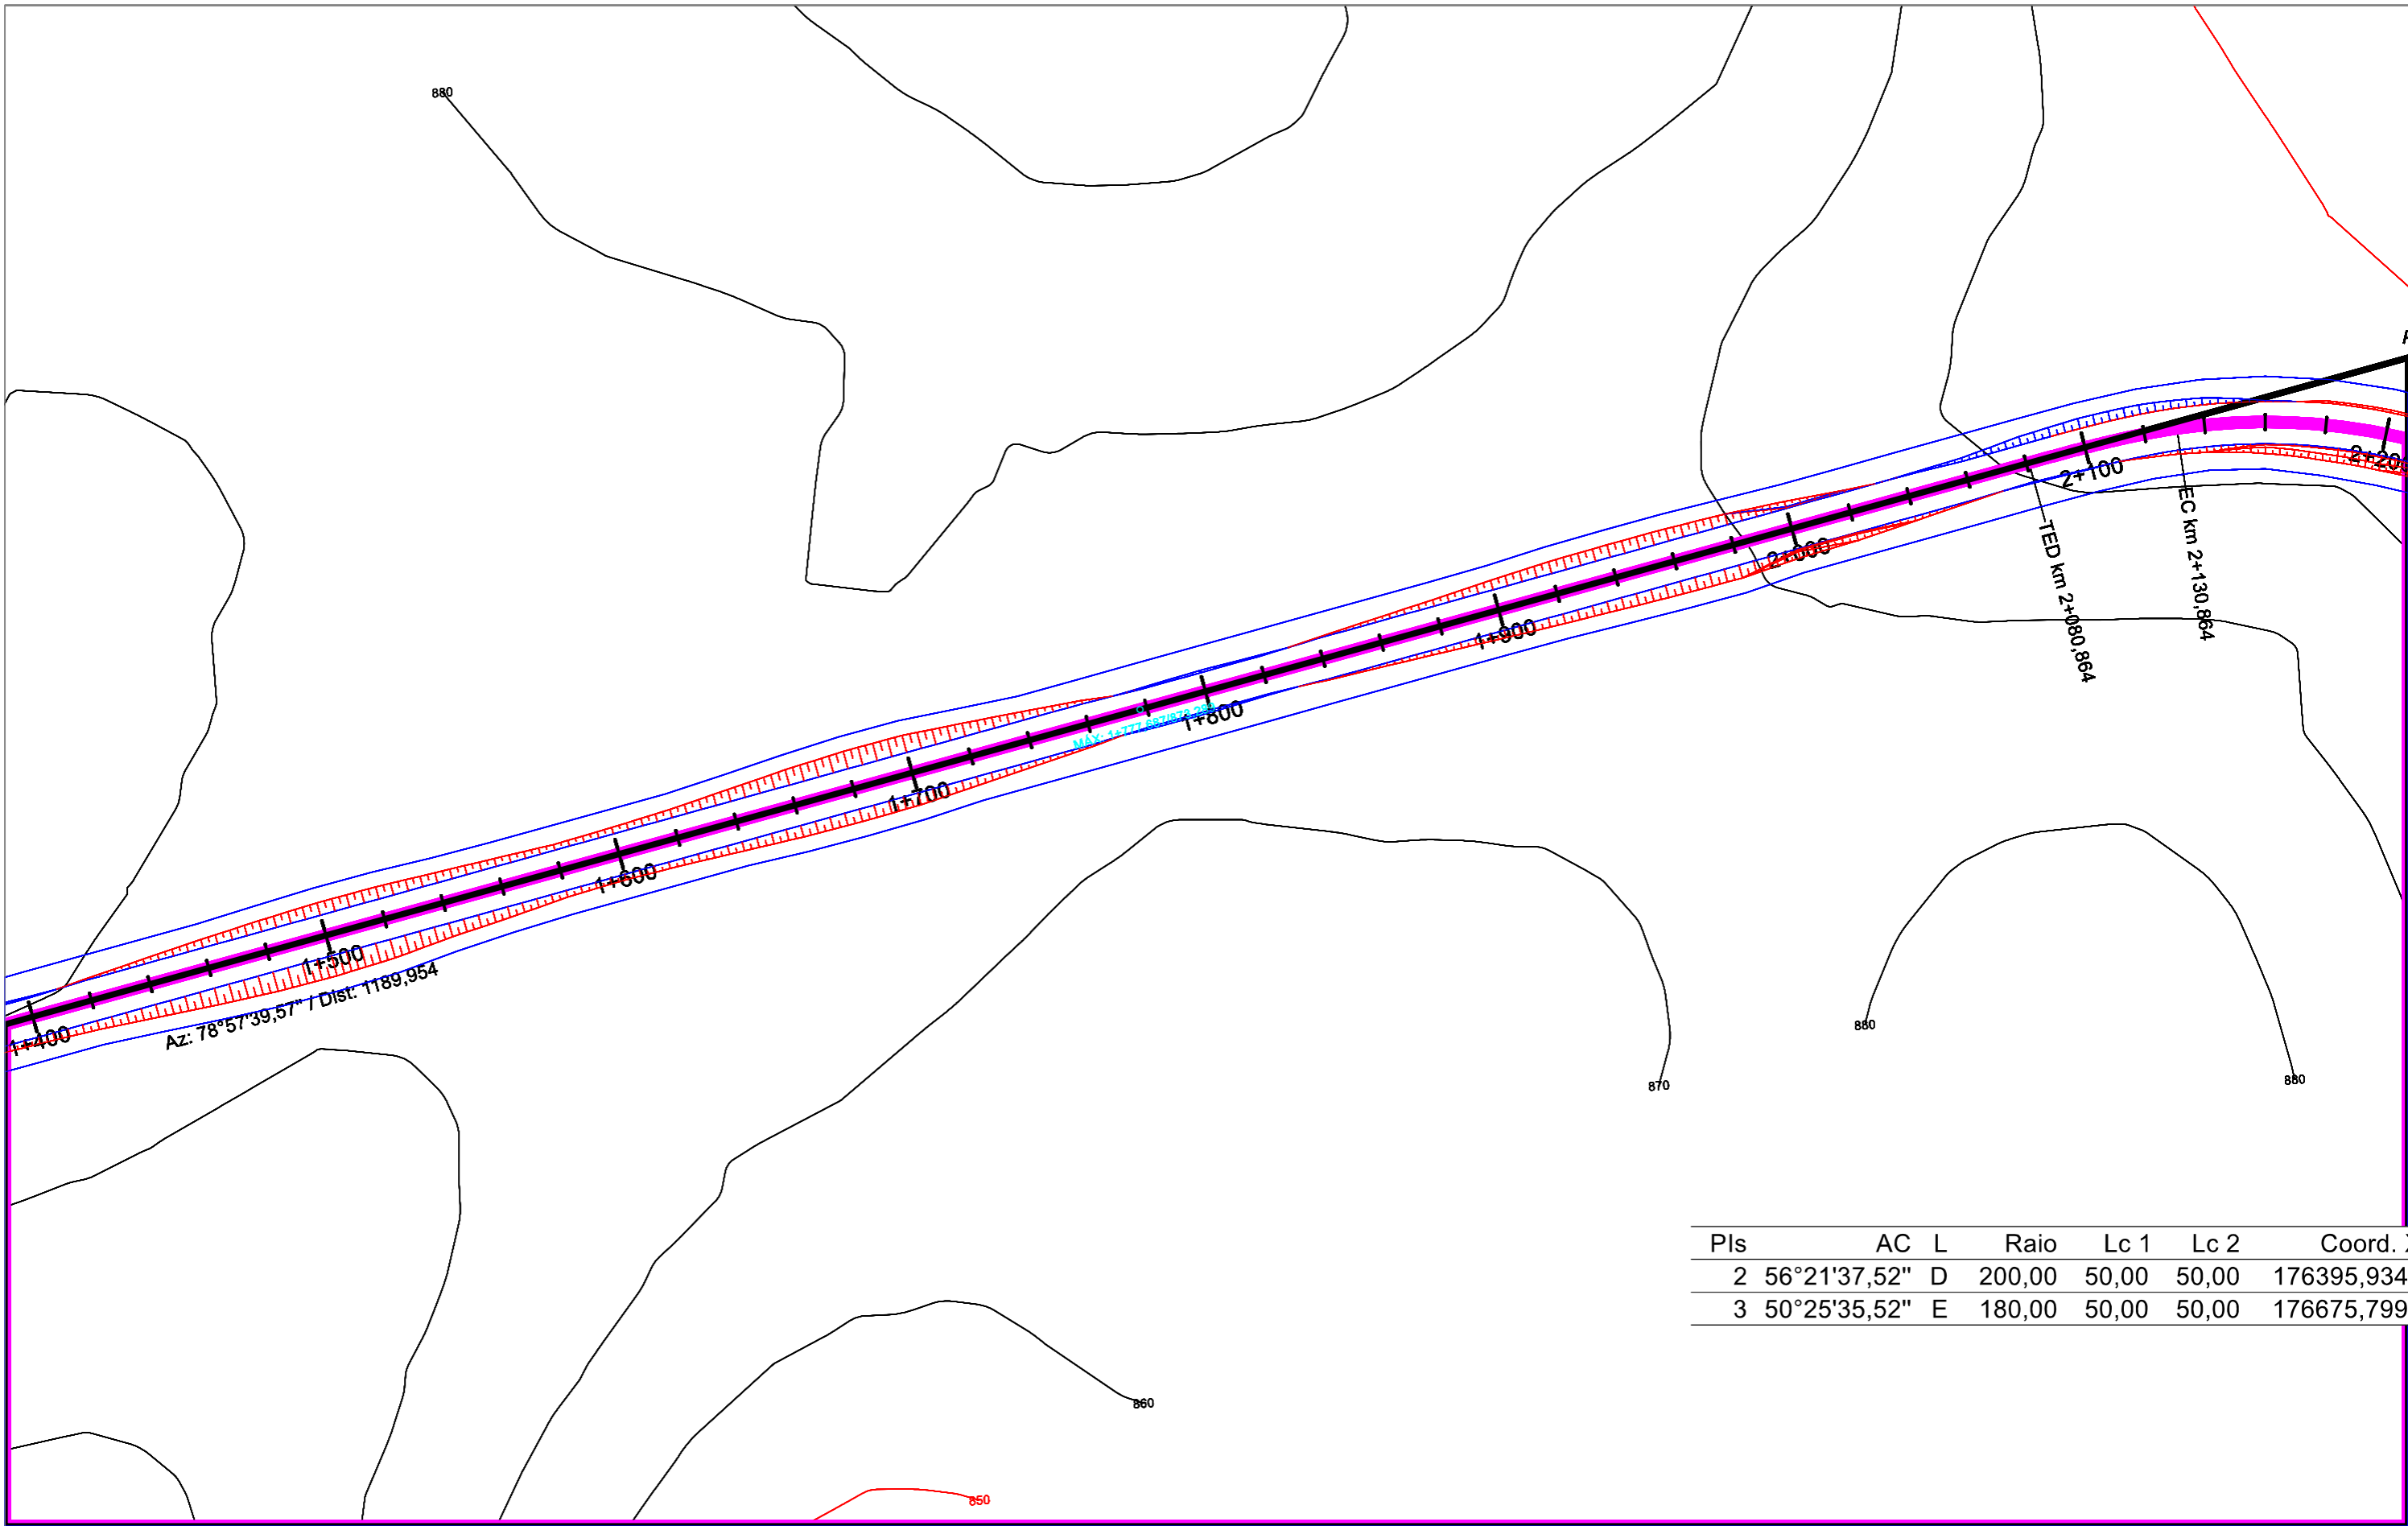 880
2+100
2+000
EC km 2+130,864
TED km 2+080,864
1+900
1+800
1+700
1+600
1+500
1+400
Az: 78°57'39,57" / Dist: 1189,954
880
870
880
860
850
PIs AC L Raio Lc 1 Lc 2 Coord.
2 56°21'37,52" D 200,00 50,00 50,00 176395,934
3 50°25'35,52" E 180,00 50,00 50,00 176675,799